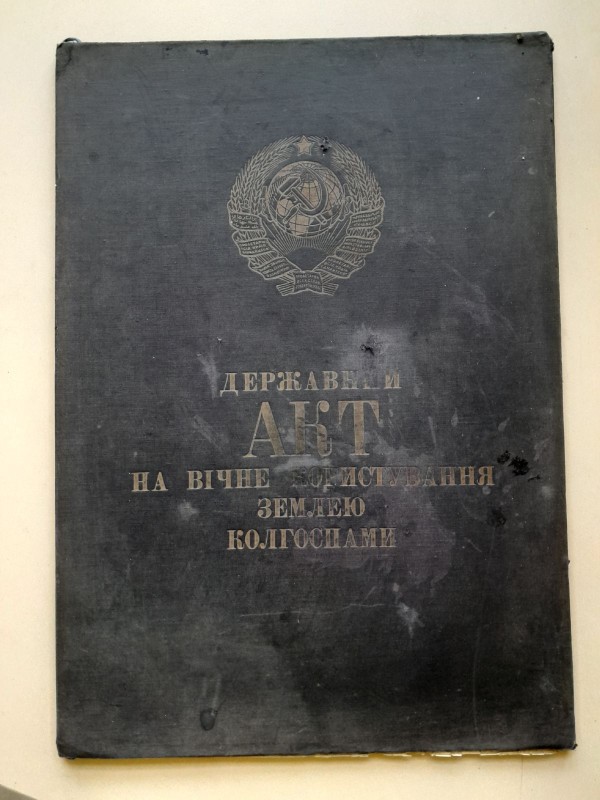 ДЕРЖАВНИЙ
АКТ
НА ВІЧНЕ КОРИСТУВАННЯ
ЗЕМЛЕЮ
КОЛГОСПАМИ